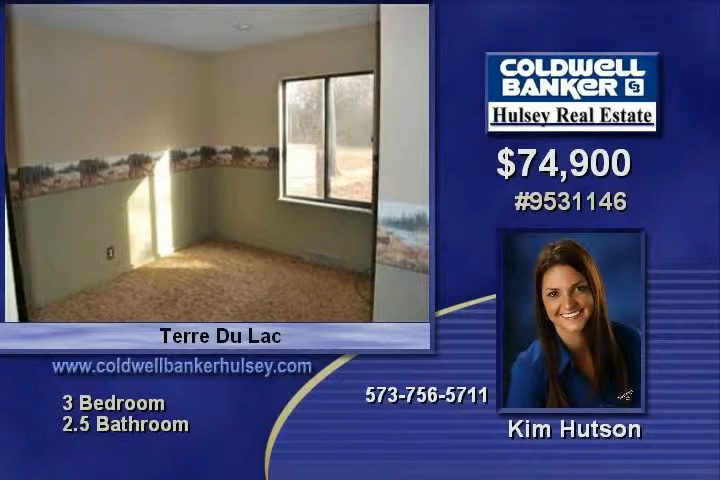 COLDWELL
BANKER CB
Hulsey Real Estate
$74,900
#9531146
Terre Du Lac
www.coldwellbankerhulsey.com
3 Bedroom
2.5 Bathroom
573-756-5711
Kim Hutson